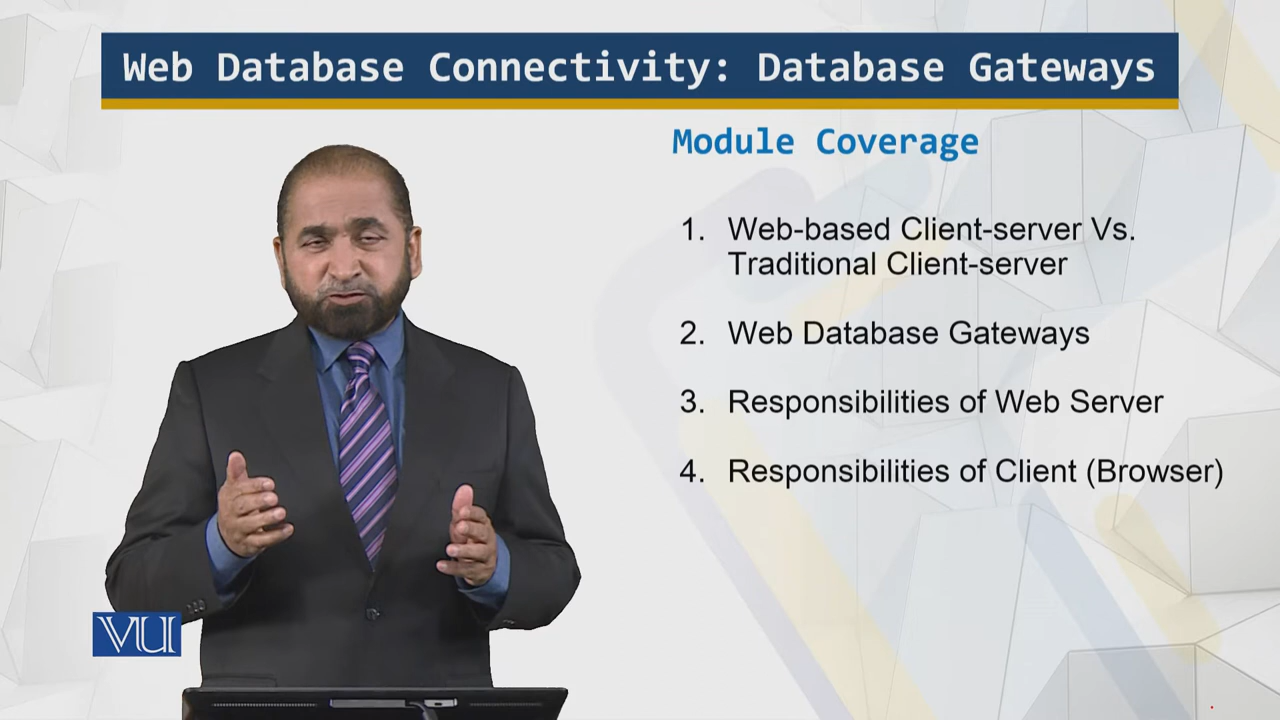 Web Database Connectivity: Database Gateways
Module Coverage
1. Web-based Client-server Vs.
Traditional Client-server
2. Web Database Gateways
3. Responsibilities of Web Server
4. Responsibilities of Client (Browser)
VU